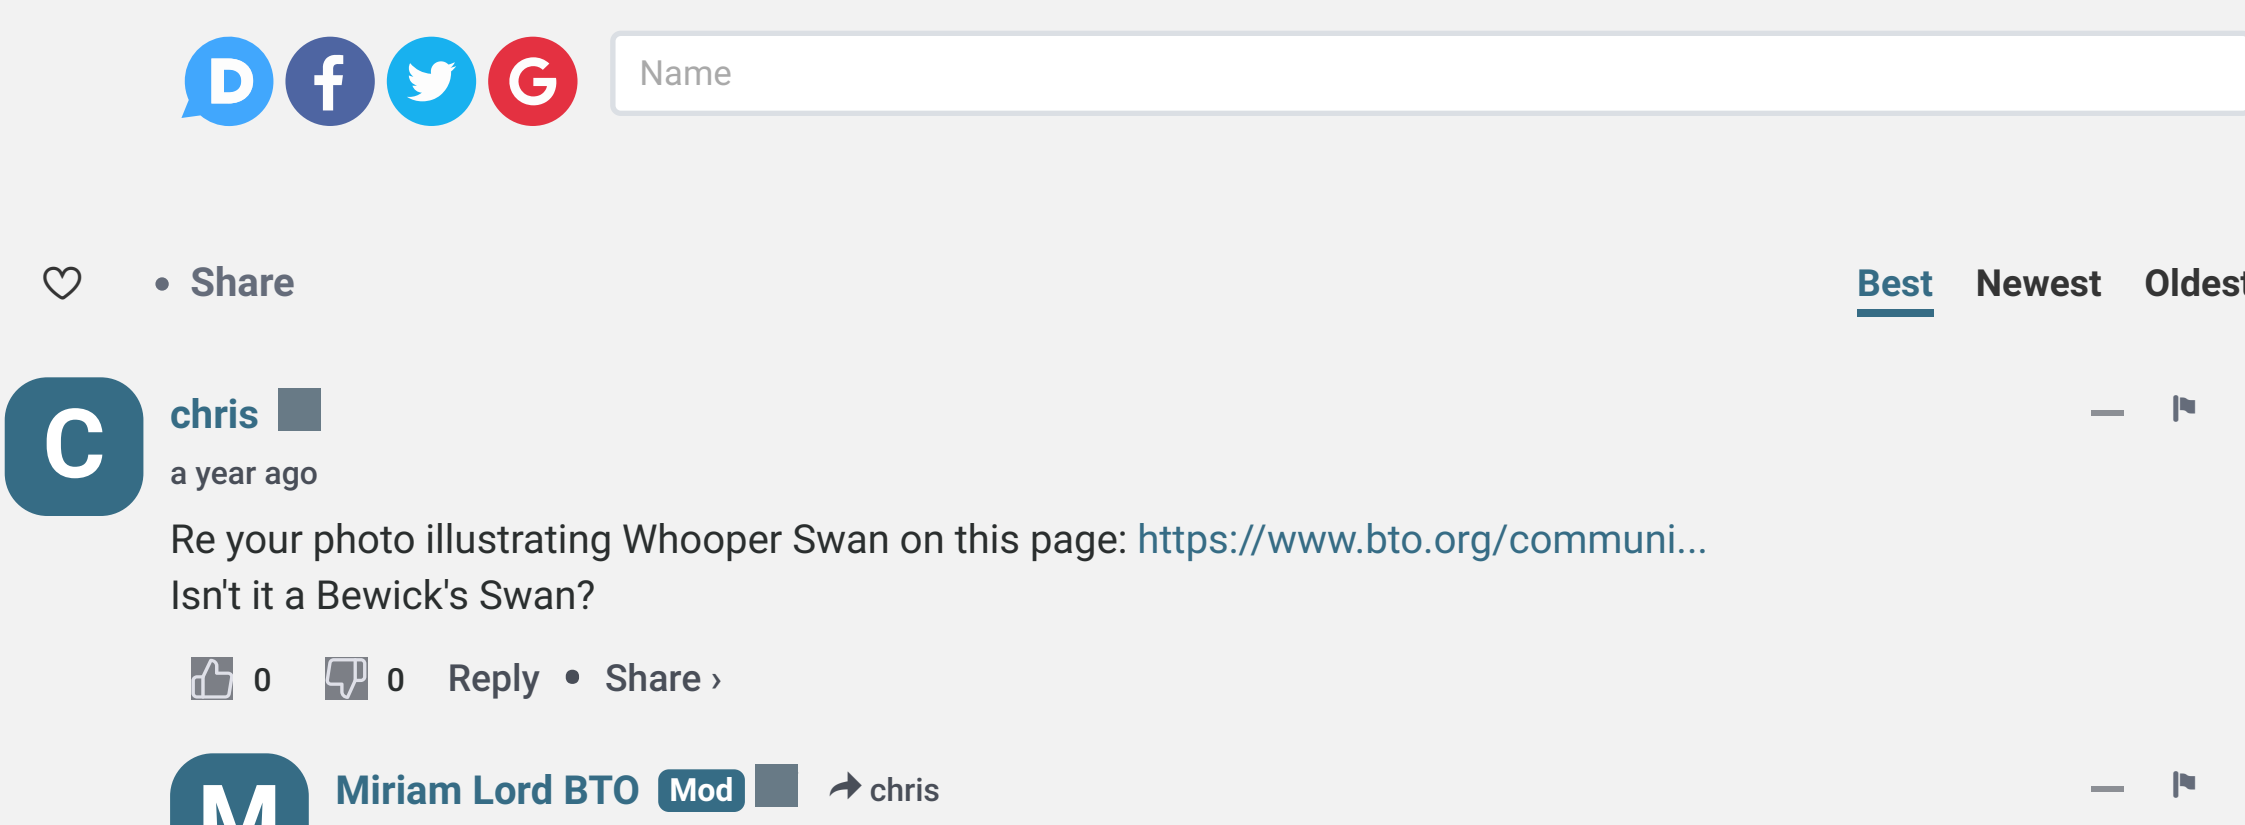 D f G Name
• Share Best Newest Oldest
C chris
a year ago
Re your photo illustrating Whooper Swan on this page: https://www.bto.org/communi...
Isn't it a Bewick's Swan?
0 0 Reply • Share ›
M Miriam Lord BTO Mod chris